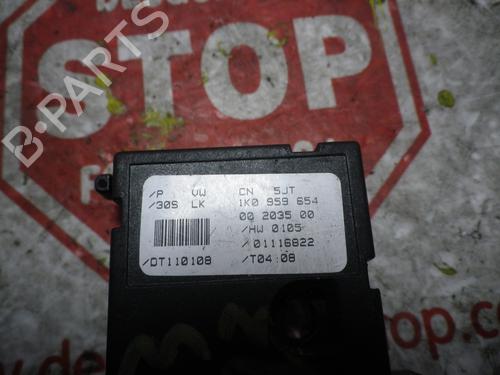 STOP
B-PARTS
/P VW CN 5JT
/30S LK 1K0 959 654
00 2035 00
/HW 0105
/01116822
/DT110108 /T04:08